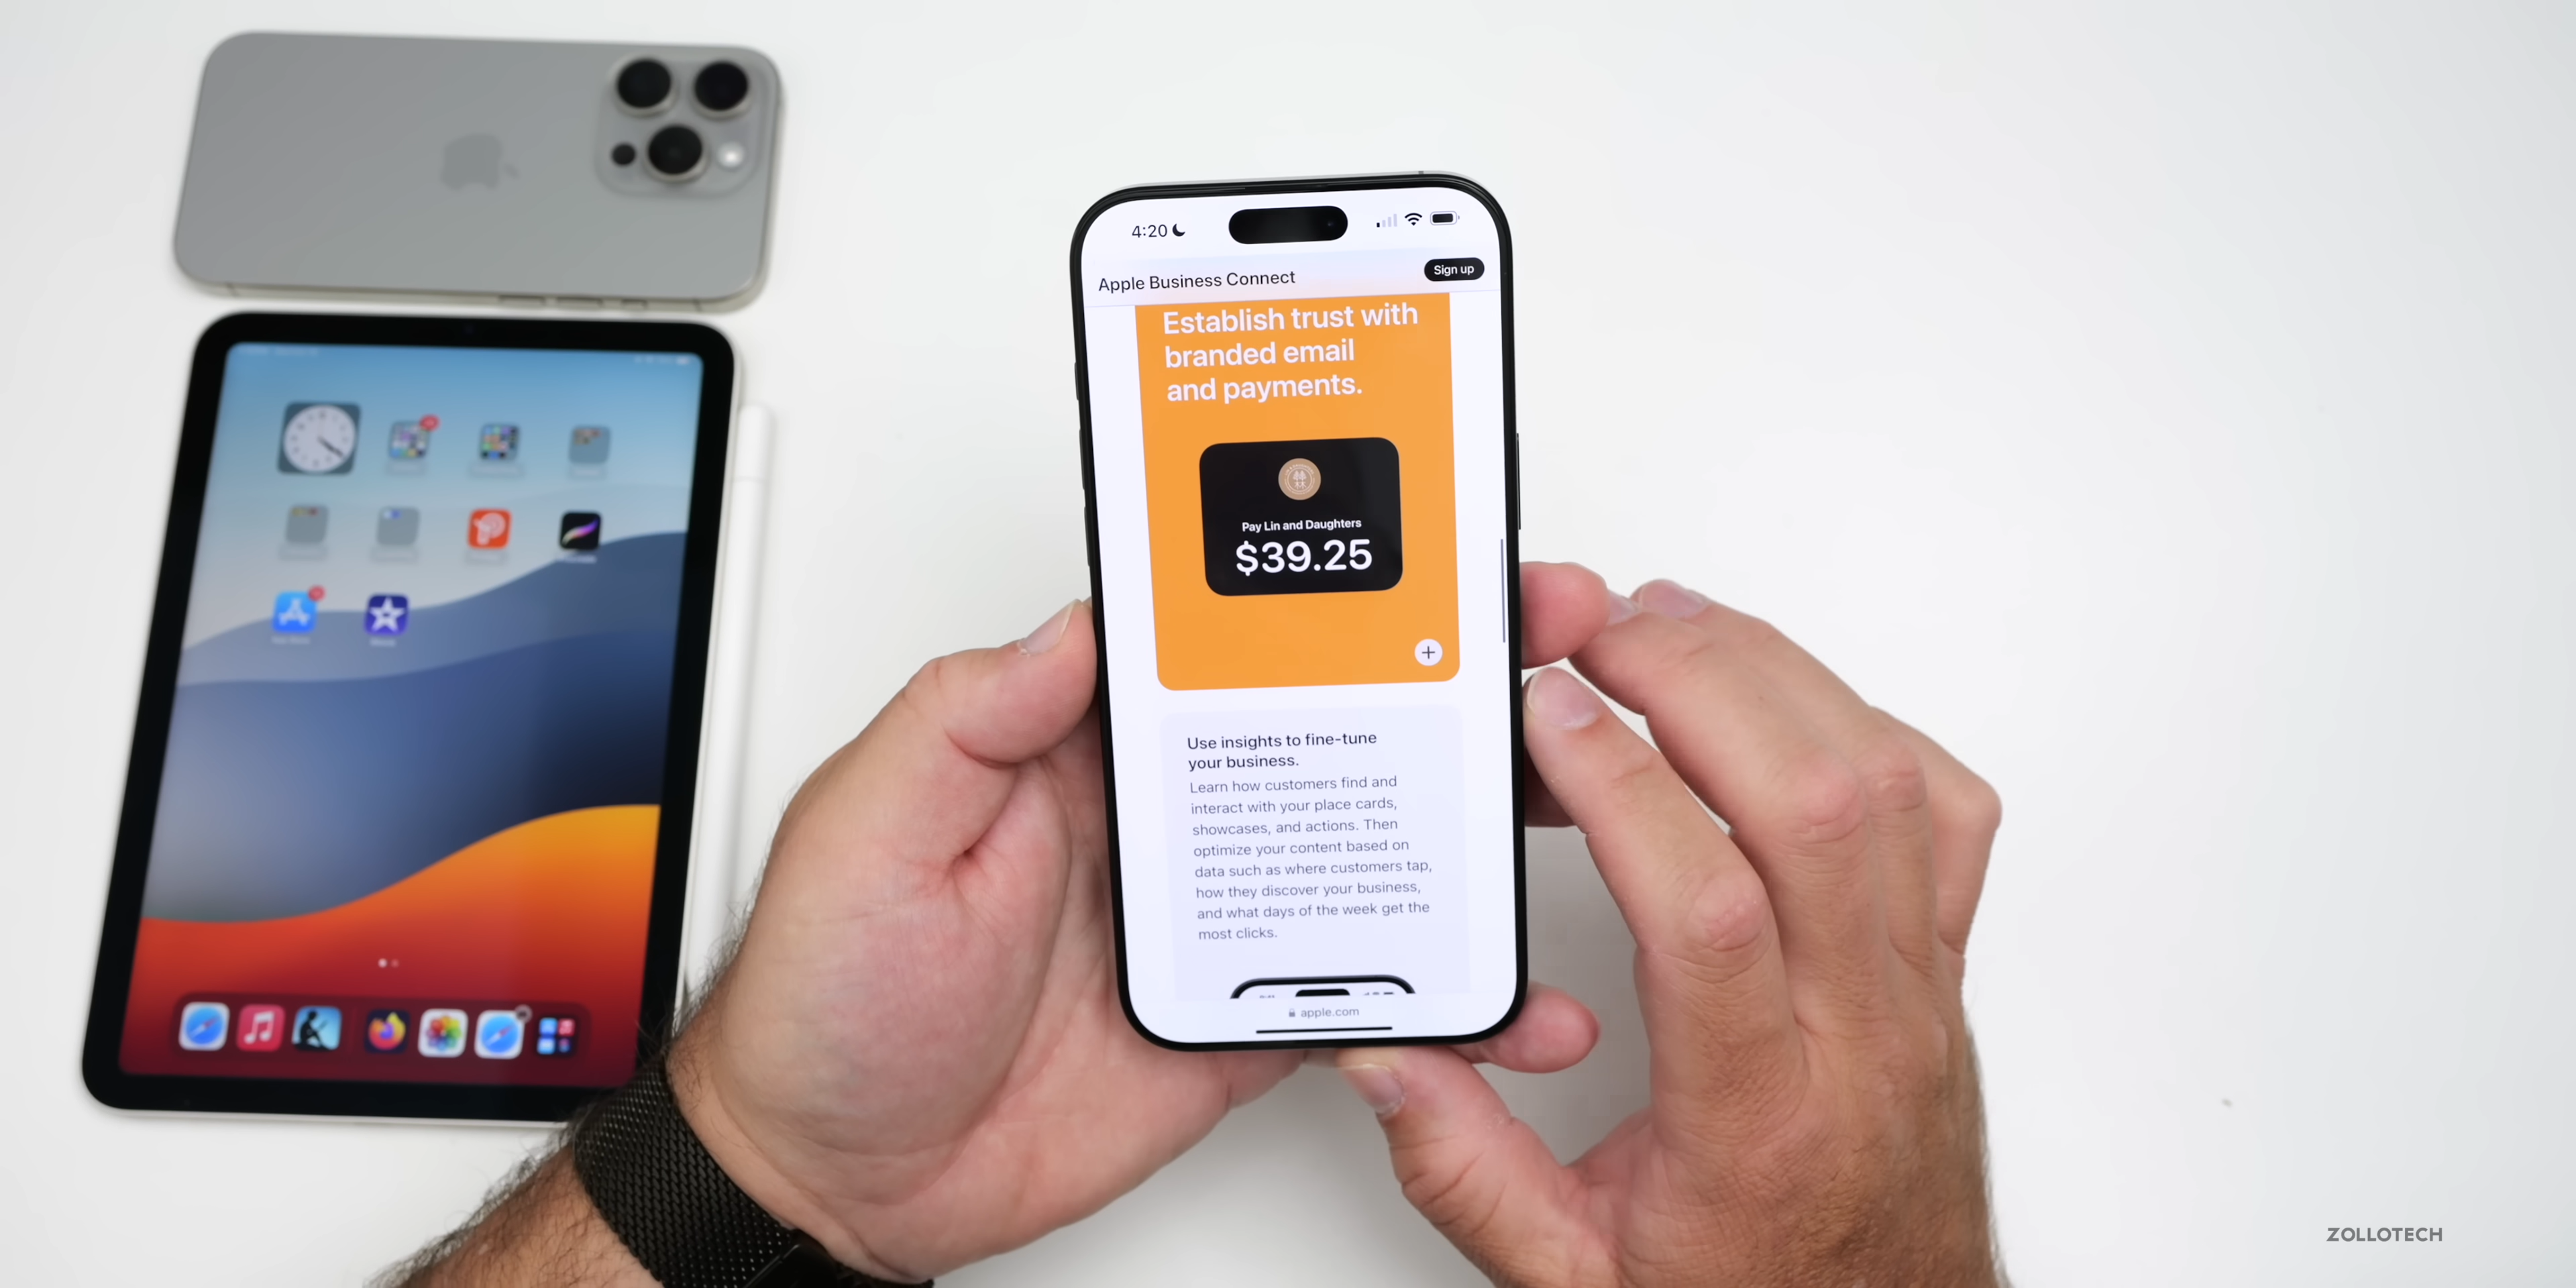 4:20
Apple Business Connect
Sign up
Establish trust with
branded email
and payments.
Pay Lin and Daughters
$39.25
+
Use insights to fine-tune
your business.
Learn how customers find and
interact with your place cards,
showcases, and actions. Then
optimize your content based on
data such as where customers tap,
how they discover your business,
and what days of the week get the
most clicks.
apple.com
ZOLLOTECH